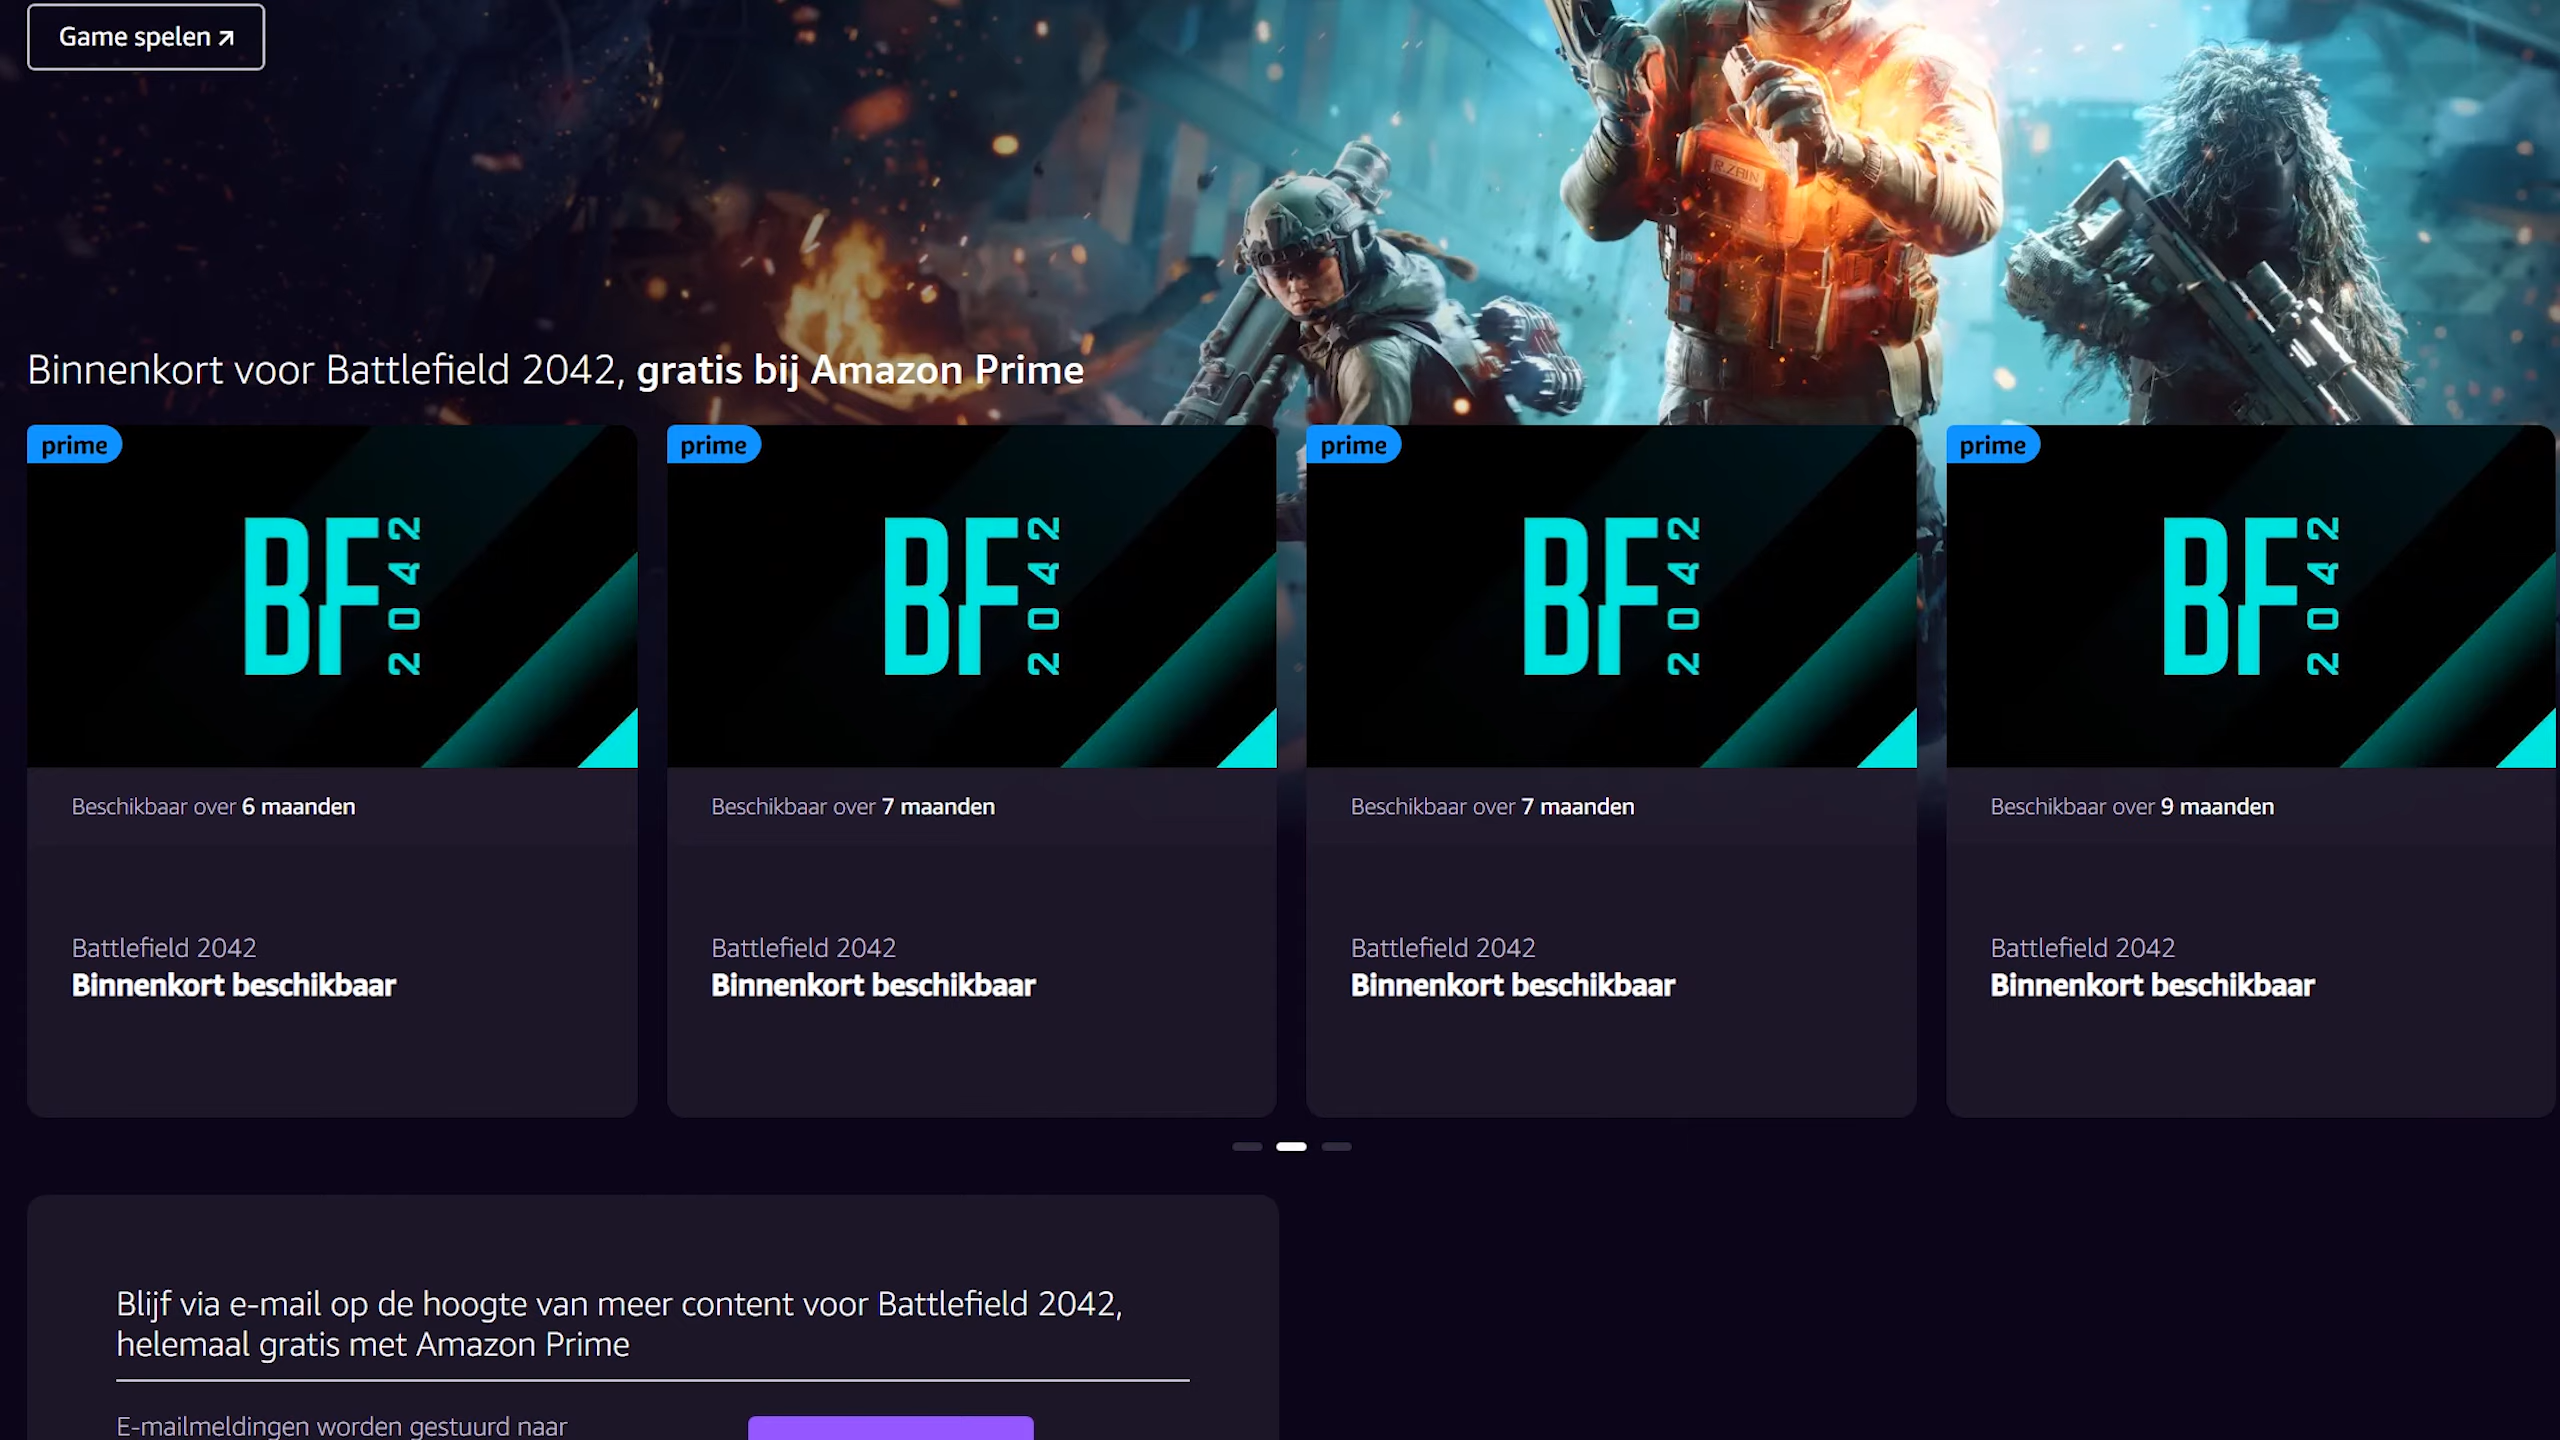 Game spelen
R.ZAIN
Binnenkort voor Battlefield 2042, gratis bij Amazon Prime
prime
prime
prime
prime
BF 2042
BF 2042
BF 2042
BF 2042
Beschikbaar over 6 maanden
Beschikbaar over 7 maanden
Beschikbaar over 7 maanden
Beschikbaar over 9 maanden
Battlefield 2042
Binnenkort beschikbaar
Battlefield 2042
Binnenkort beschikbaar
Battlefield 2042
Binnenkort beschikbaar
Battlefield 2042
Binnenkort beschikbaar
Blijf via e-mail op de hoogte van meer content voor Battlefield 2042,
helemaal gratis met Amazon Prime
E-mailmeldingen worden gestuurd naar